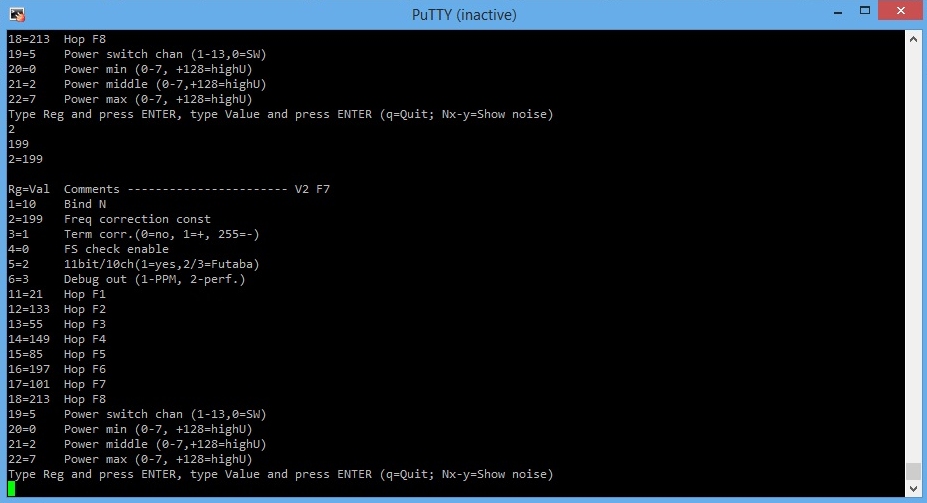 PuTTY (inactive)
18=213  Hop F8
19=5    Power switch chan (1-13,0=SW)
20=0    Power min (0-7, +128=highU)
21=2    Power middle (0-7,+128=highU)
22=7    Power max (0-7, +128=highU)
Type Reg and press ENTER, type Value and press ENTER (q=Quit; Nx-y=Show noise)
2
199
2=199
Rg=Val  Comments ----------------------- V2 F7
1=10    Bind N
2=199   Freq correction const
3=1     Term corr.(0=no, 1=+, 255=-)
4=0     FS check enable
5=2     11bit/10ch(1=yes,2/3=Futaba)
6=3     Debug out (1-PPM, 2-perf.)
11=21   Hop F1
12=133  Hop F2
13=55   Hop F3
14=149  Hop F4
15=85   Hop F5
16=197  Hop F6
17=101  Hop F7
18=213  Hop F8
19=5    Power switch chan (1-13,0=SW)
20=0    Power min (0-7, +128=highU)
21=2    Power middle (0-7,+128=highU)
22=7    Power max (0-7, +128=highU)
Type Reg and press ENTER, type Value and press ENTER (q=Quit; Nx-y=Show noise)